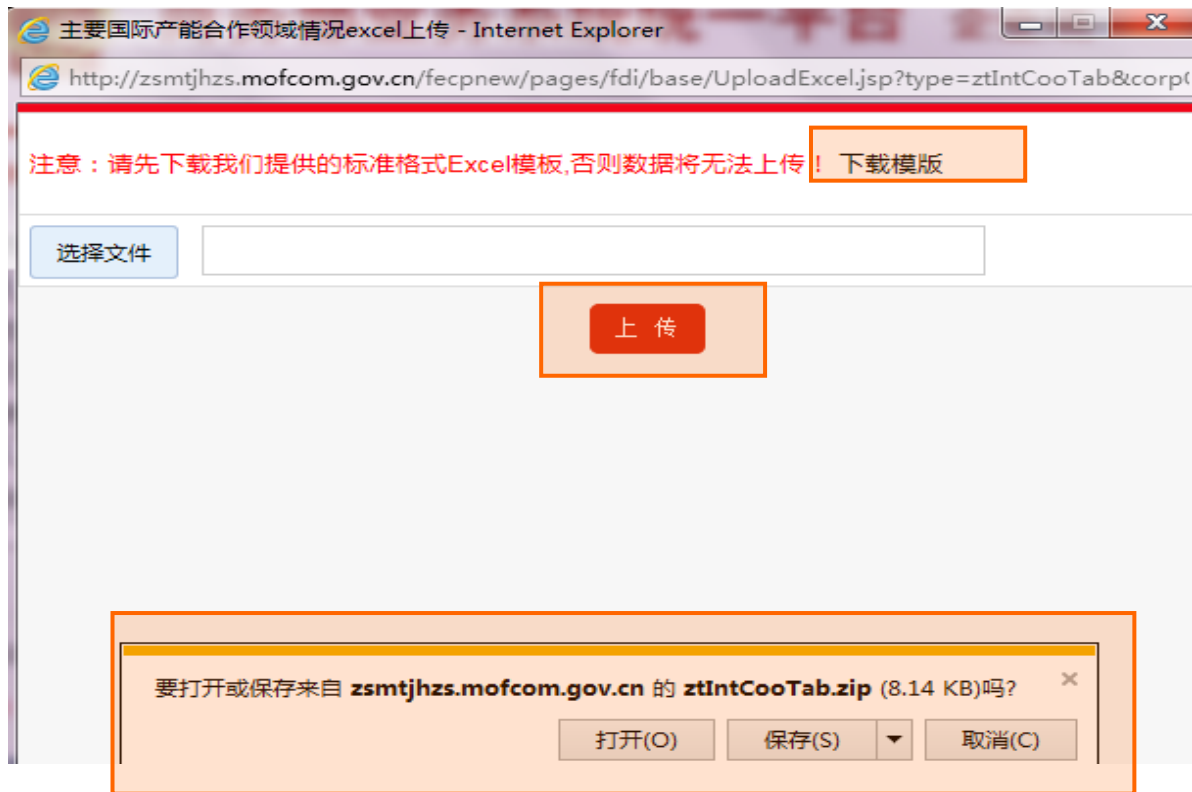 主要国际产能合作领域情况excel上传 - Internet Explorer
http://zsmtjhzs.mofcom.gov.cn/fecpnew/pages/fdi/base/UploadExcel.jsp?type=ztIntCooTab&corp
注意：请先下载我们提供的标准格式Excel模板,否则数据将无法上传！ 下载模版
选择文件
上 传
要打开或保存来自 zsmtjhzs.mofcom.gov.cn 的 ztIntCooTab.zip (8.14 KB)吗?
打开(O) 保存(S) 取消(C)